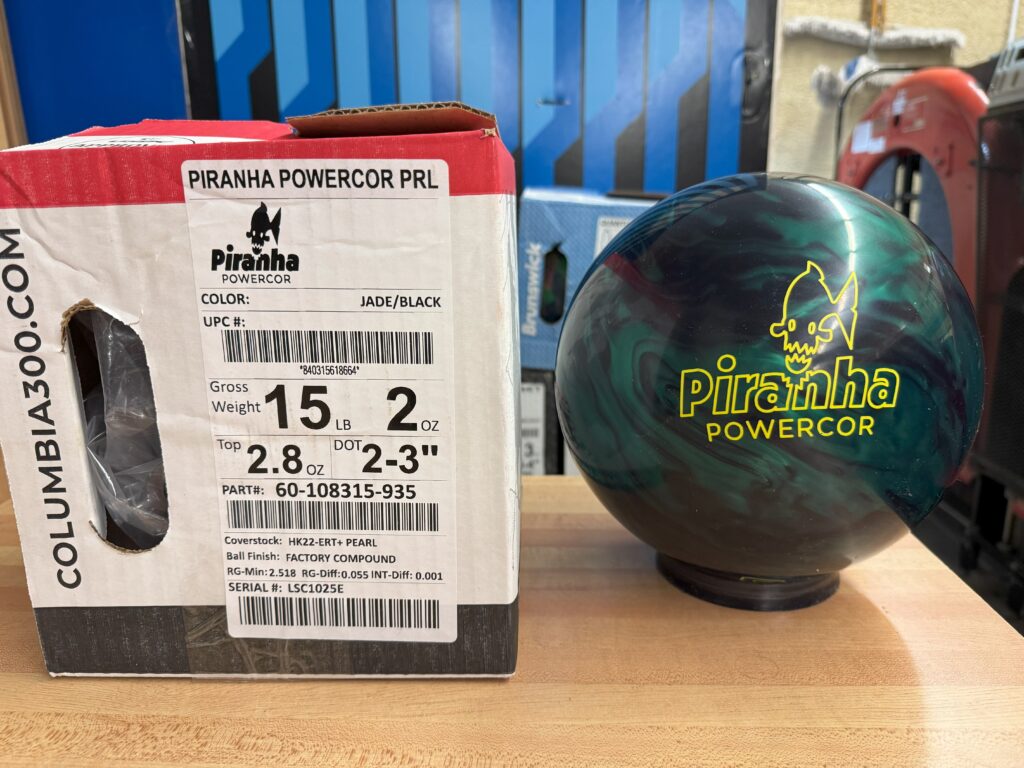 COLUMBIA300.COM
PIRANHA POWERCOR PRL
Piranha
POWERCOR
COLOR: JADE/BLACK
UPC #:
*840315618664*
Gross Weight 15 LB 2 OZ
Top 2.8 OZ DOT 2-3"
PART#: 60-108315-935
Coverstock: HK22-ERT+ PEARL
Ball Finish: FACTORY COMPOUND
RG-Min: 2.518 RG-Diff: 0.055 INT-Diff: 0.001
SERIAL #: LSC1025E
Brunswick
Piranha
POWERCOR